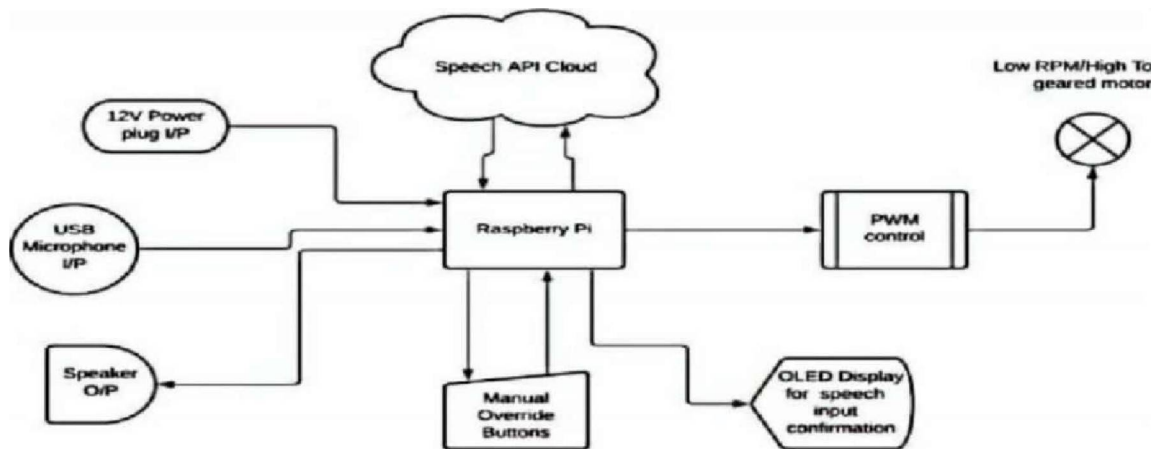 Speech API Cloud
Low RPM/High To
geared motor
12V Power
plug I/P
USB
Microphone
I/P
Raspberry Pi
PWM
control
Speaker
O/P
Manual
Override
Buttons
OLED Display
for speech
input
confirmation